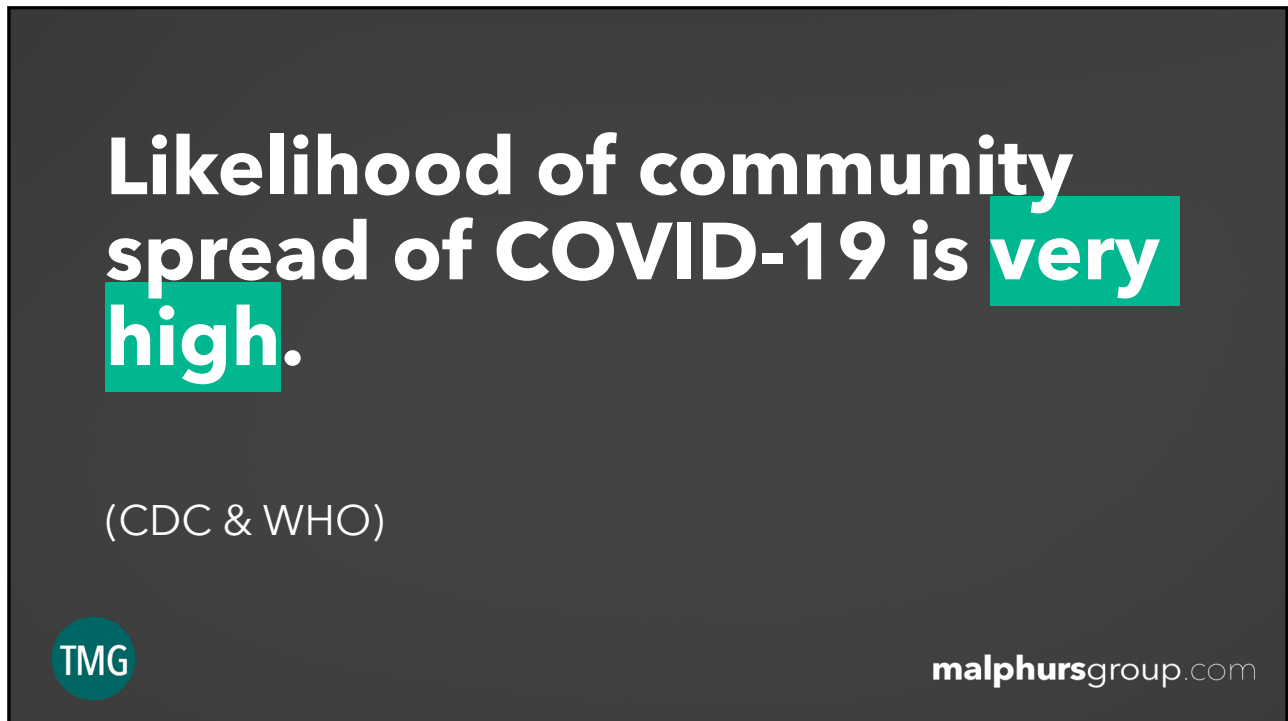 Likelihood of community
spread of COVID-19 is very
high.
(CDC & WHO)
TMG
malphursgroup.com